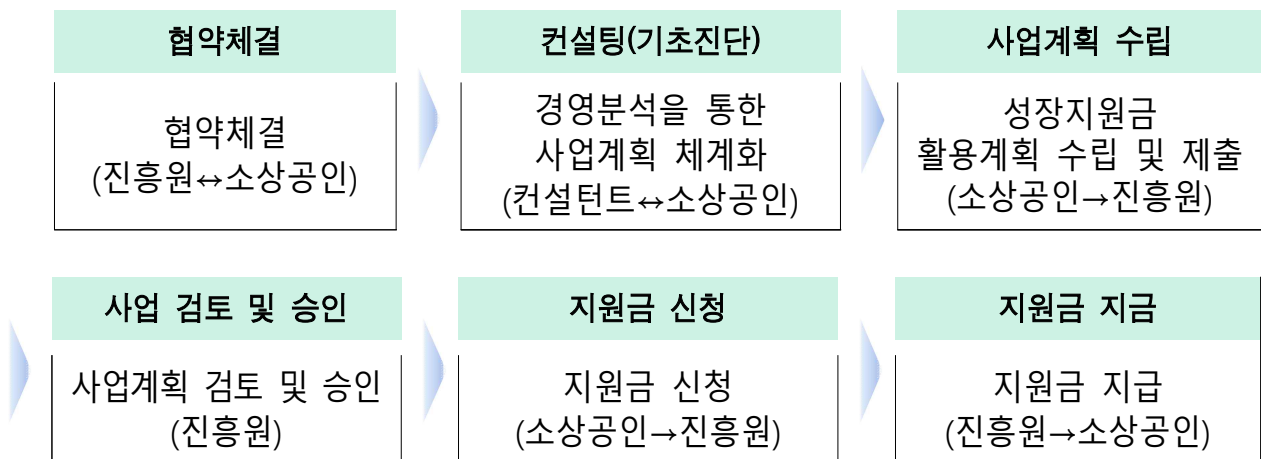 협약체결
협약체결
(진흥원↔소상공인)
컨설팅(기초진단)
경영분석을 통한
사업계획 체계화
(컨설턴트↔소상공인)
사업계획 수립
성장지원금
활용계획 수립 및 제출
(소상공인→진흥원)
사업 검토 및 승인
사업계획 검토 및 승인
(진흥원)
지원금 신청
지원금 신청
(소상공인→진흥원)
지원금 지급
지원금 지급
(진흥원→소상공인)